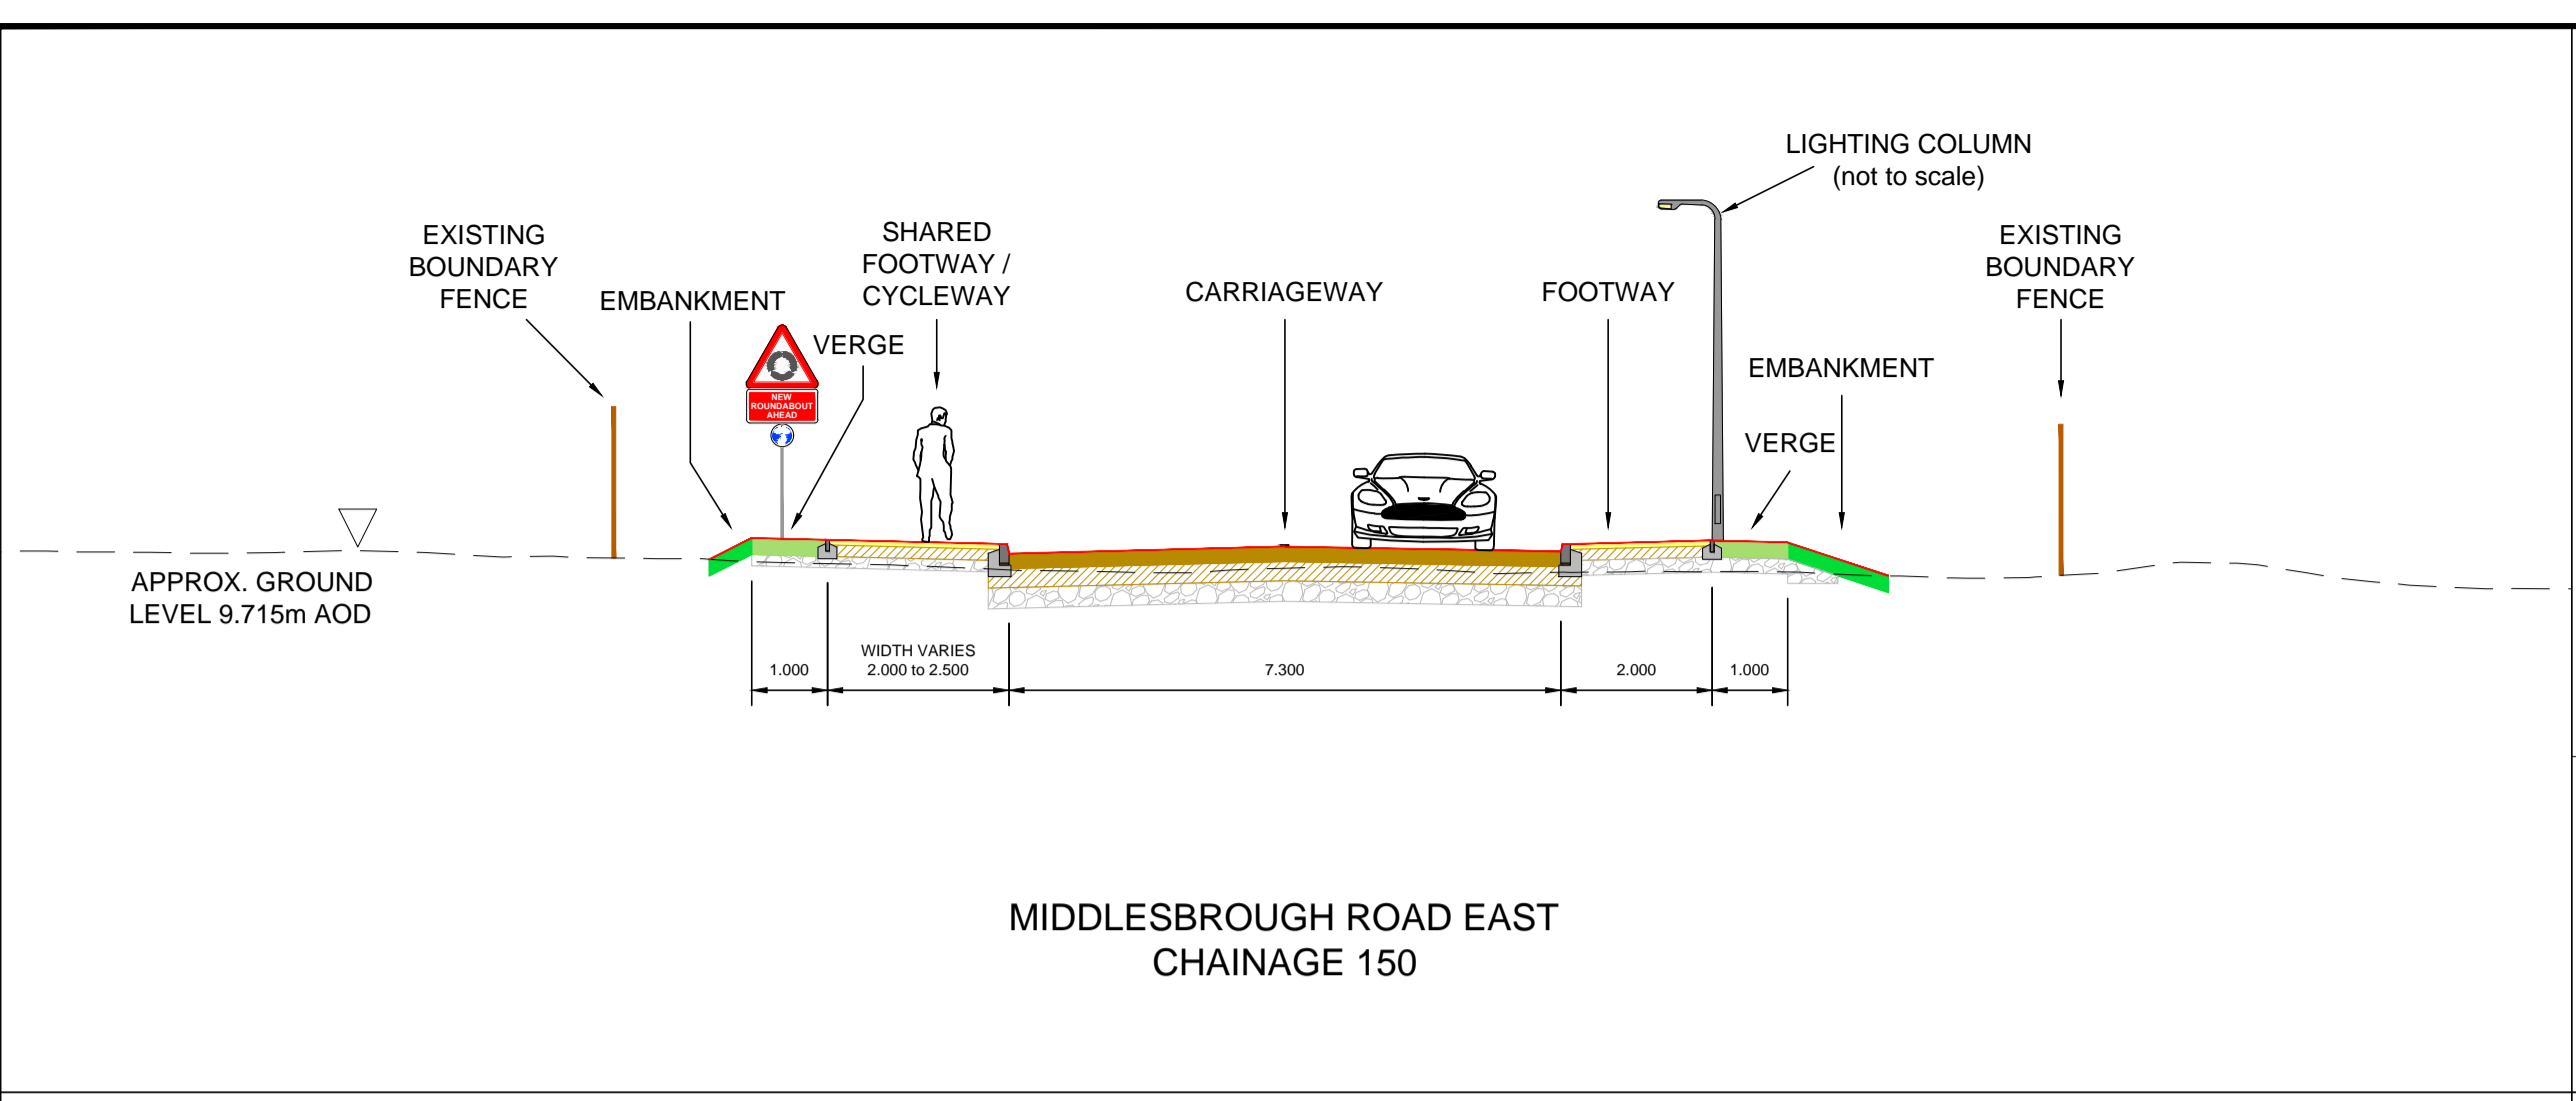 LIGHTING COLUMN
(not to scale)
EXISTING
BOUNDARY
FENCE
EMBANKMENT
SHARED
FOOTWAY /
CYCLEWAY
VERGE
CARRIAGEWAY
FOOTWAY
EXISTING
BOUNDARY
FENCE
EMBANKMENT
VERGE
NEW
ROUNDABOUT
AHEAD
APPROX. GROUND
LEVEL 9.715m AOD
1.000
WIDTH VARIES
2.000 to 2.500
7.300
2.000
1.000
MIDDLESBROUGH ROAD EAST
CHAINAGE 150